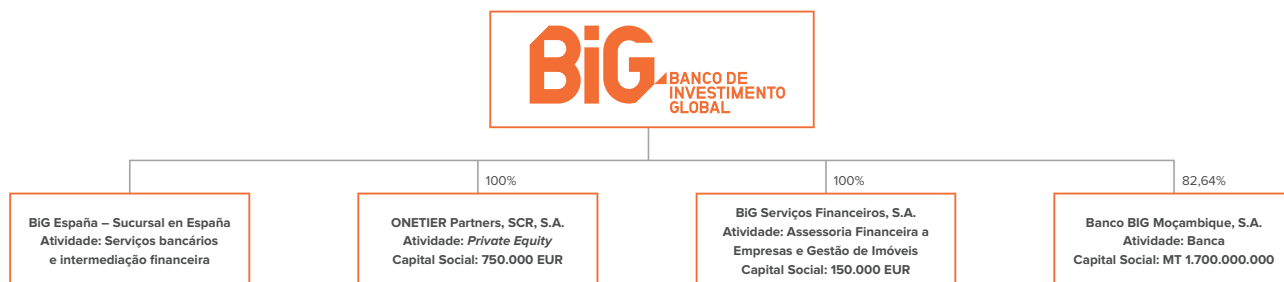 BiG
BANCO DE
INVESTIMENTO
GLOBAL
100%
100%
82,64%
BiG España – Sucursal en España
Atividade: Serviços bancários
e intermediação financeira
ONETIER Partners, SCR, S.A.
Atividade: Private Equity
Capital Social: 750.000 EUR
BiG Serviços Financeiros, S.A.
Atividade: Assessoria Financeira a
Empresas e Gestão de Imóveis
Capital Social: 150.000 EUR
Banco BIG Moçambique, S.A.
Atividade: Banca
Capital Social: MT 1.700.000.000